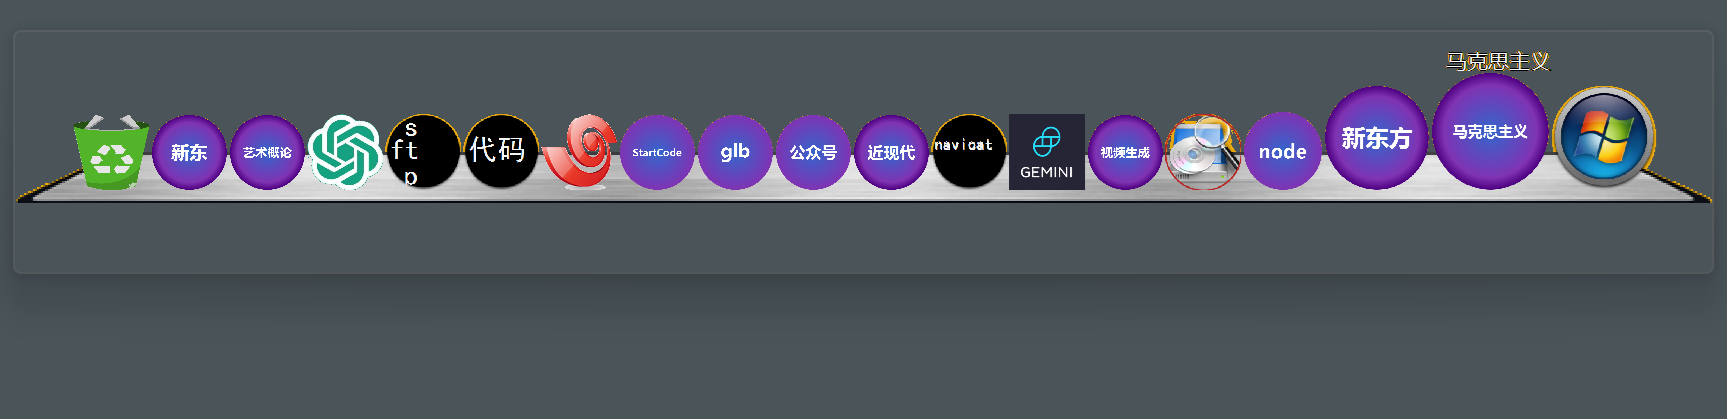 马克思主义
新东
艺术概论
s
ft
p
代码
StartCode
glb
公众号
近现代
navicat
GEMINI
视频生成
node
新东方
马克思主义